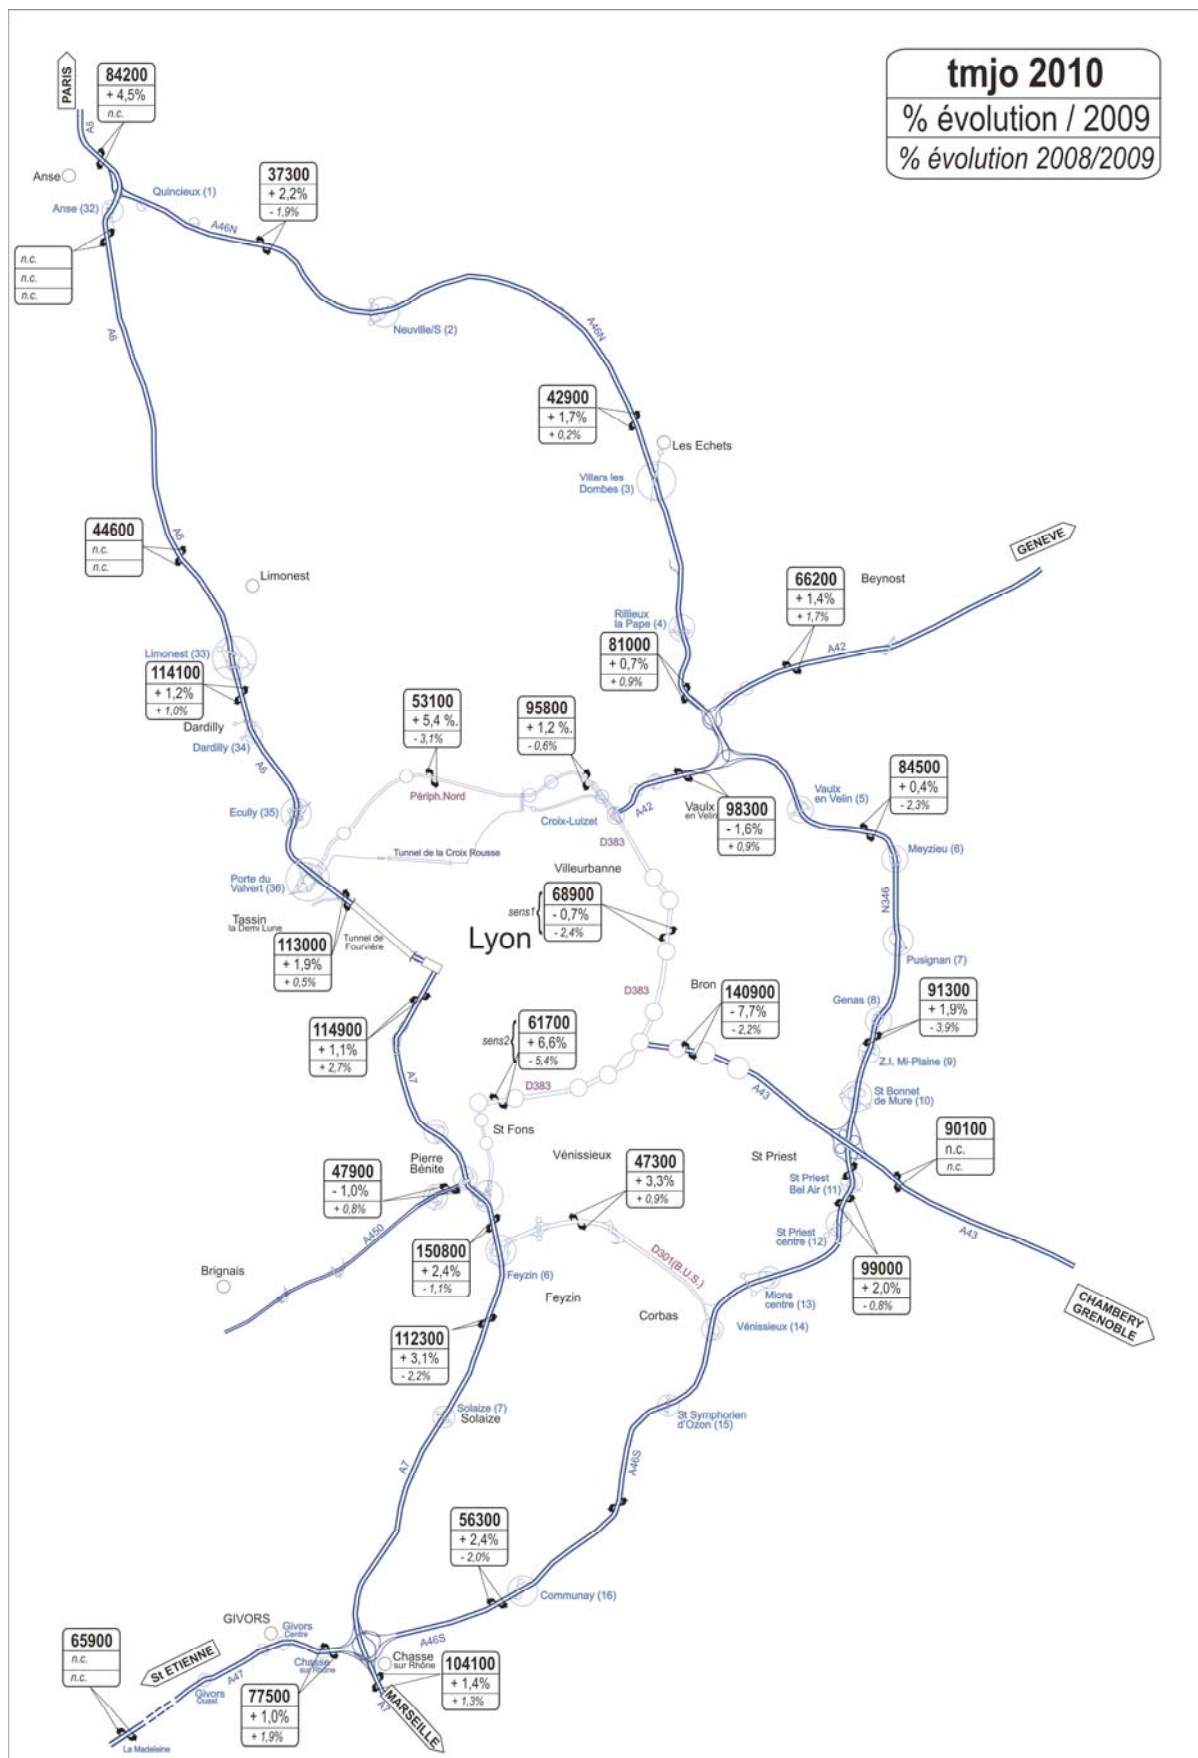 tmjo 2010
% évolution / 2009
% évolution 2008/2009
PARIS
84200
+ 4,5%
n.c.
A6
Anse
Quincieux (1)
Anse (32)
37300
+ 2,2%
- 1,9%
A46N
n.c.
n.c.
n.c.
Neuville/S (2)
A46N
A6
42900
+ 1,7%
+ 0,2%
Les Echets
Villars les
Dombes (3)
44600
n.c.
n.c.
A6
Limonest
GENEVE
66200
+ 1,4%
+ 1,7%
Beynost
Rillieux
la Pape (4)
81000
+ 0,7%
+ 0,9%
A42
Limonest (33)
114100
+ 1,2%
+ 1,0%
Dardilly
Dardilly (34)
A6
53100
+ 5,4 %.
- 3,1%
95800
+ 1,2 %.
- 0,6%
Périph.Nord
84500
+ 0,4%
- 2,3%
Ecully (35)
Croix-Luizet
A42
Vaulx
en Velin
98300
- 1,6%
+ 0,9%
Vaulx
en Velin (5)
Meyzieu (6)
D383
Tunnel de la Croix Rousse
Villeurbanne
Porte du
Valvert (36)
68900
- 0,7%
- 2,4%
sens1
N346
Tassin
la Demi Lune
Tunnel de
Fourvière
113000
+ 1,9%
+ 0,5%
Lyon
Pusignan (7)
D383
Bron
140900
- 7,7%
- 2,2%
Genas (8)
91300
+ 1,9%
- 3,9%
114900
+ 1,1%
+ 2,7%
61700
+ 6,6%
- 5,4%
sens2
Z.I. Mi-Plaine (9)
A7
D383
A43
St Bonnet
de Mure (10)
St Fons
90100
n.c.
n.c.
Pierre
Bénite
Vénissieux
St Priest
47900
- 1,0%
+ 0,8%
47300
+ 3,3%
+ 0,9%
St Priest
Bel Air (11)
A450
150800
+ 2,4%
- 1,1%
St Priest
centre (12)
A43
D301(B.U.S.)
Brignais
Feyzin (6)
99000
+ 2,0%
- 0,8%
Feyzin
Mions
centre (13)
CHAMBERY
GRENOBLE
Corbas
Vénissieux (14)
112300
+ 3,1%
- 2,2%
Solaize (7)
Solaize
St Symphorien
d'Ozon (15)
A7
A46S
56300
+ 2,4%
- 2,0%
Communay (16)
GIVORS
Givors
Centre
A46S
65900
n.c.
n.c.
St ETIENNE
Chasse
sur Rhône
Chasse
sur Rhône
A47
Givors
Ouest
77500
+ 1,0%
+ 1,9%
104100
+ 1,4%
+ 1,3%
A7
MARSEILLE
La Madeleine